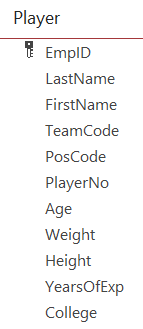 Player
EmpID
LastName
FirstName
TeamCode
PosCode
PlayerNo
Age
Weight
Height
YearsOfExp
College